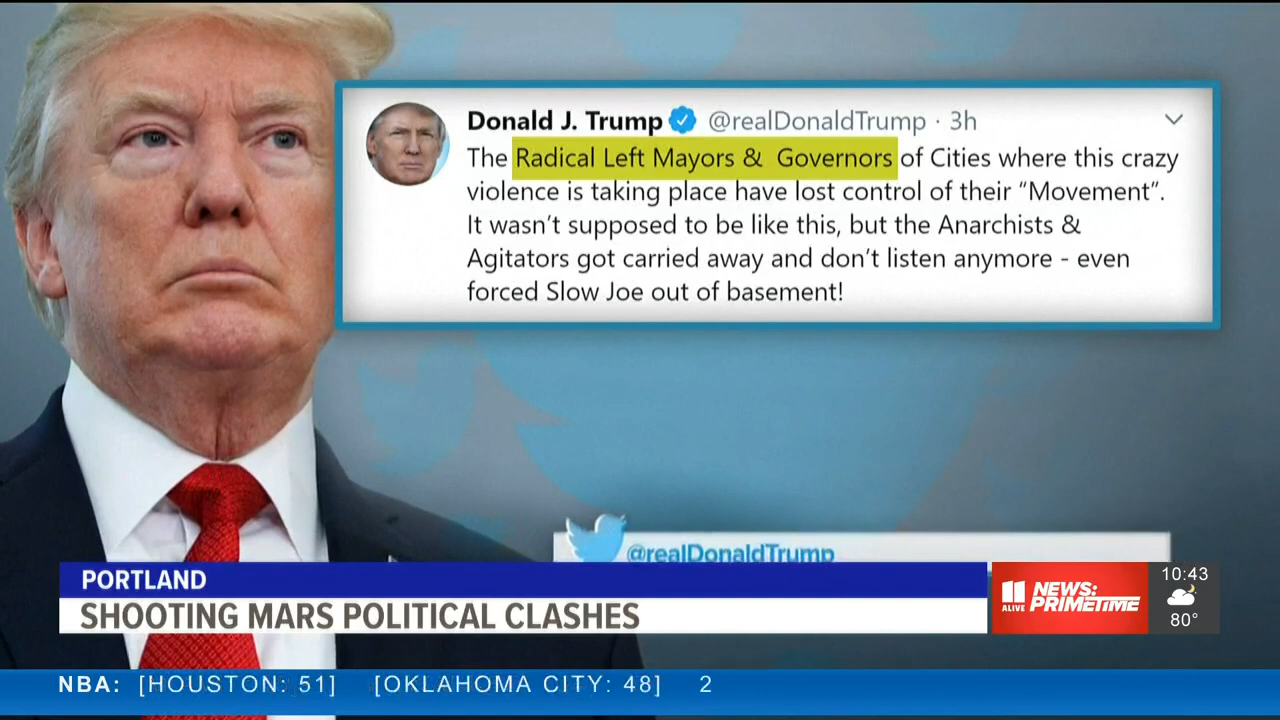 Donald J. Trump @realDonaldTrump · 3h
The Radical Left Mayors & Governors of Cities where this crazy
violence is taking place have lost control of their “Movement”.
It wasn’t supposed to be like this, but the Anarchists &
Agitators got carried away and don’t listen anymore - even
forced Slow Joe out of basement!
@realDonaldTrump
PORTLAND
SHOOTING MARS POLITICAL CLASHES
11 ALIVE NEWS: PRIMETIME
10:43
80°
NBA: [HOUSTON: 51] [OKLAHOMA CITY: 48] 2